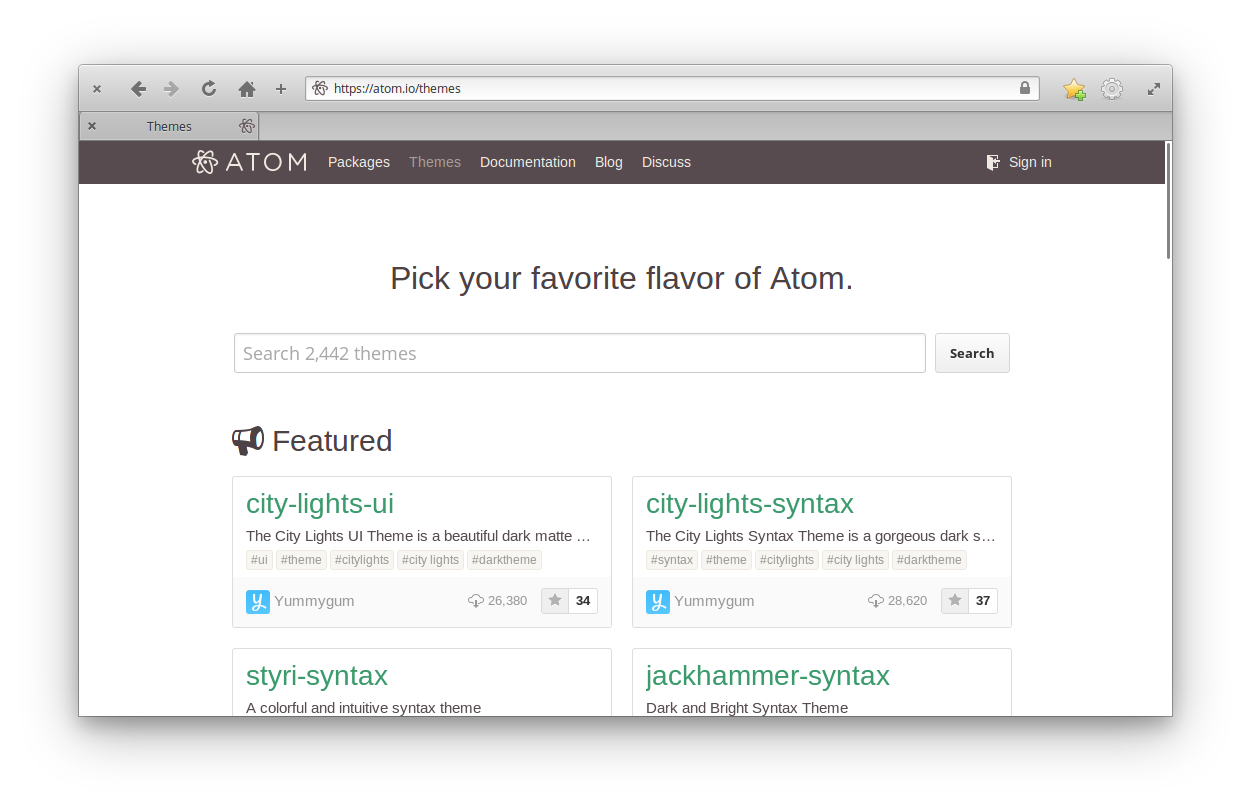 https://atom.io/themes
Themes
ATOM Packages Themes Documentation Blog Discuss Sign in
Pick your favorite flavor of Atom.
Search 2,442 themes Search
Featured
city-lights-ui
The City Lights UI Theme is a beautiful dark matte …
#ui #theme #citylights #city lights #darktheme
Yummygum 26,380 34
city-lights-syntax
The City Lights Syntax Theme is a gorgeous dark s…
#syntax #theme #citylights #city lights #darktheme
Yummygum 28,620 37
styri-syntax
A colorful and intuitive syntax theme
jackhammer-syntax
Dark and Bright Syntax Theme